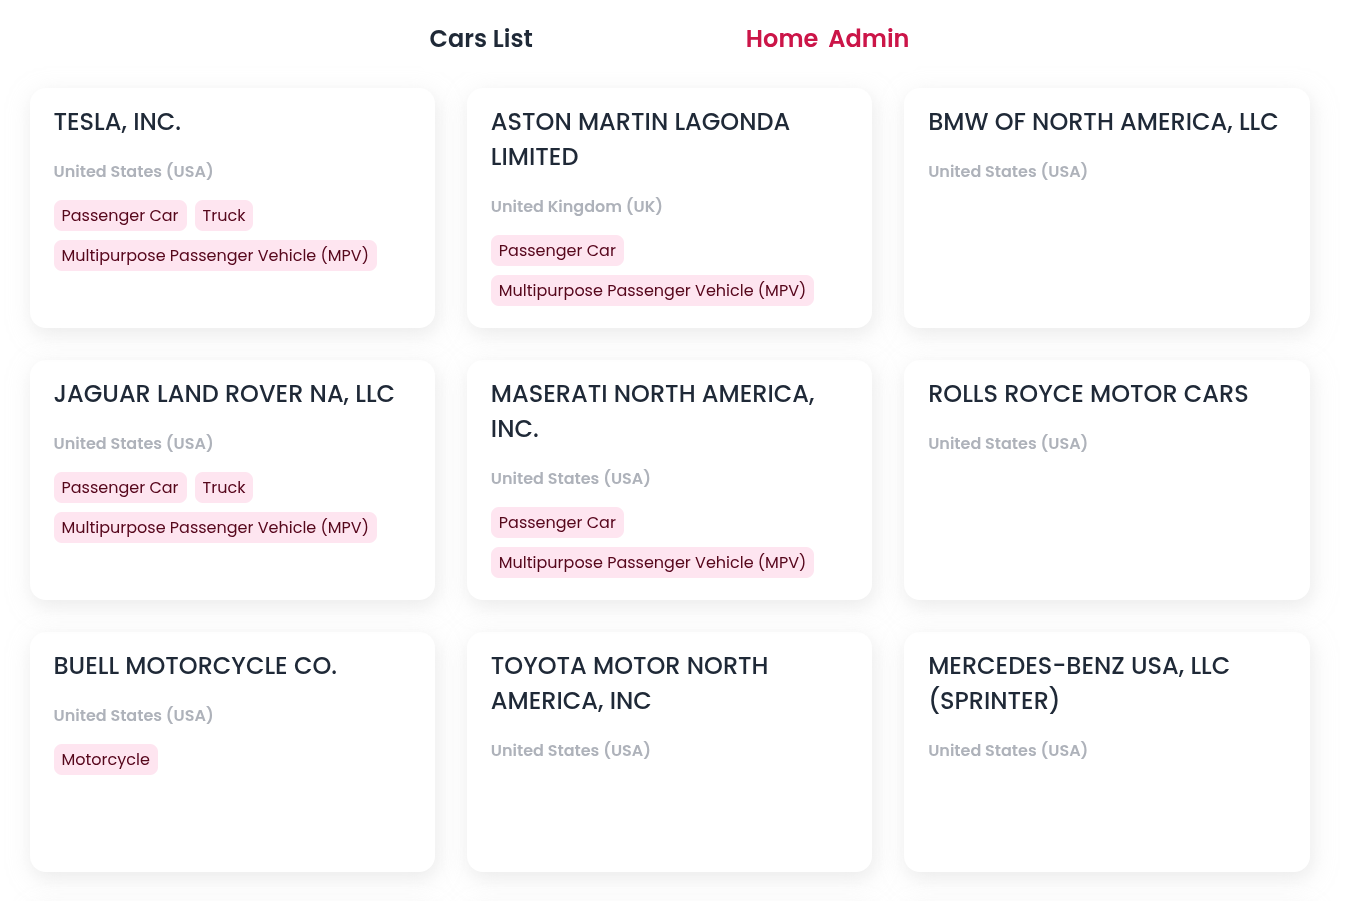 Cars List
Home Admin
TESLA, INC.
United States (USA)
Passenger Car Truck
Multipurpose Passenger Vehicle (MPV)
ASTON MARTIN LAGONDA
LIMITED
United Kingdom (UK)
Passenger Car
Multipurpose Passenger Vehicle (MPV)
BMW OF NORTH AMERICA, LLC
United States (USA)
JAGUAR LAND ROVER NA, LLC
United States (USA)
Passenger Car Truck
Multipurpose Passenger Vehicle (MPV)
MASERATI NORTH AMERICA,
INC.
United States (USA)
Passenger Car
Multipurpose Passenger Vehicle (MPV)
ROLLS ROYCE MOTOR CARS
United States (USA)
BUELL MOTORCYCLE CO.
United States (USA)
Motorcycle
TOYOTA MOTOR NORTH
AMERICA, INC
United States (USA)
MERCEDES-BENZ USA, LLC
(SPRINTER)
United States (USA)